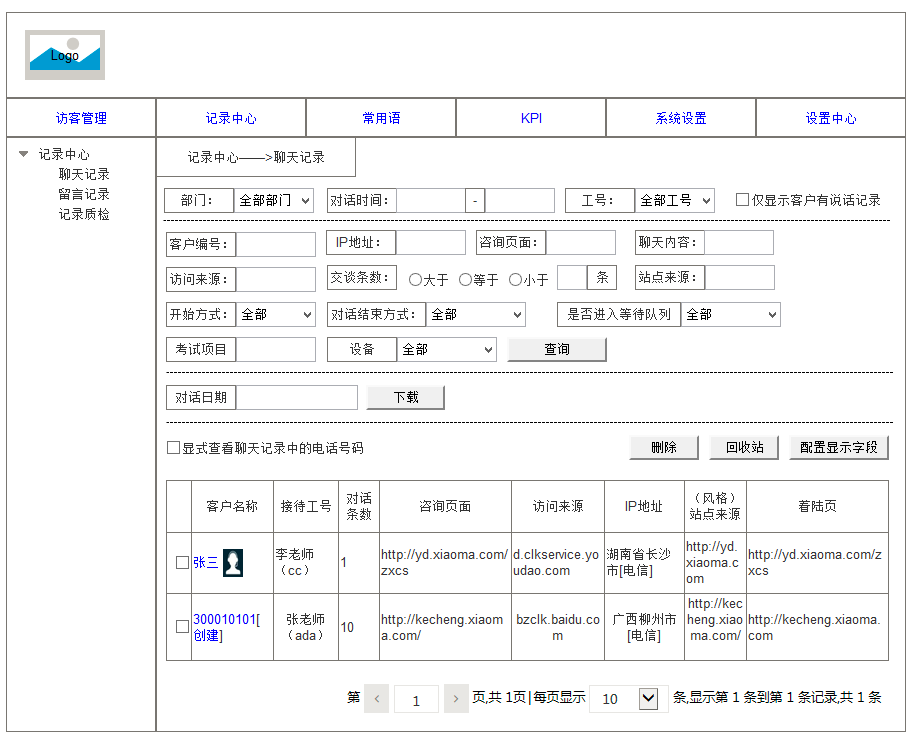 Logo
访客管理 记录中心 常用语 KPI 系统设置 设置中心
记录中心
聊天记录
留言记录
记录质检
记录中心——>聊天记录
部门： 全部部门 对话时间： - 工号： 全部工号 仅显示客户有说话记录
客户编号： IP地址： 咨询页面： 聊天内容：
访问来源： 交谈条数： 大于 等于 小于 条 站点来源：
开始方式： 全部 对话结束方式： 全部 是否进入等待队列 全部
考试项目 设备 全部 查询
对话日期 下载
显式查看聊天记录中的电话号码 删除 回收站 配置显示字段
客户名称 接待工号 对话
条数 咨询页面 访问来源 IP地址 （风格）
站点来源 着陆页
张三 李老师
（cc） 1 http://yd.xiaoma.com/
zxcs d.clkservice.yo
udao.com 湖南省长沙
市[电信] http://yd.
xiaoma.c
om http://yd.xiaoma.com/z
xcs
300010101[
创建] 张老师
（ada） 10 http://kecheng.xiaom
a.com/ bzclk.baidu.co
m 广西柳州市
[电信] http://kec
heng.xiao
ma.com/ http://kecheng.xiaoma.
com
第 < 1 > 页,共 1页|每页显示 10 条,显示第 1 条到第 1 条记录,共 1 条